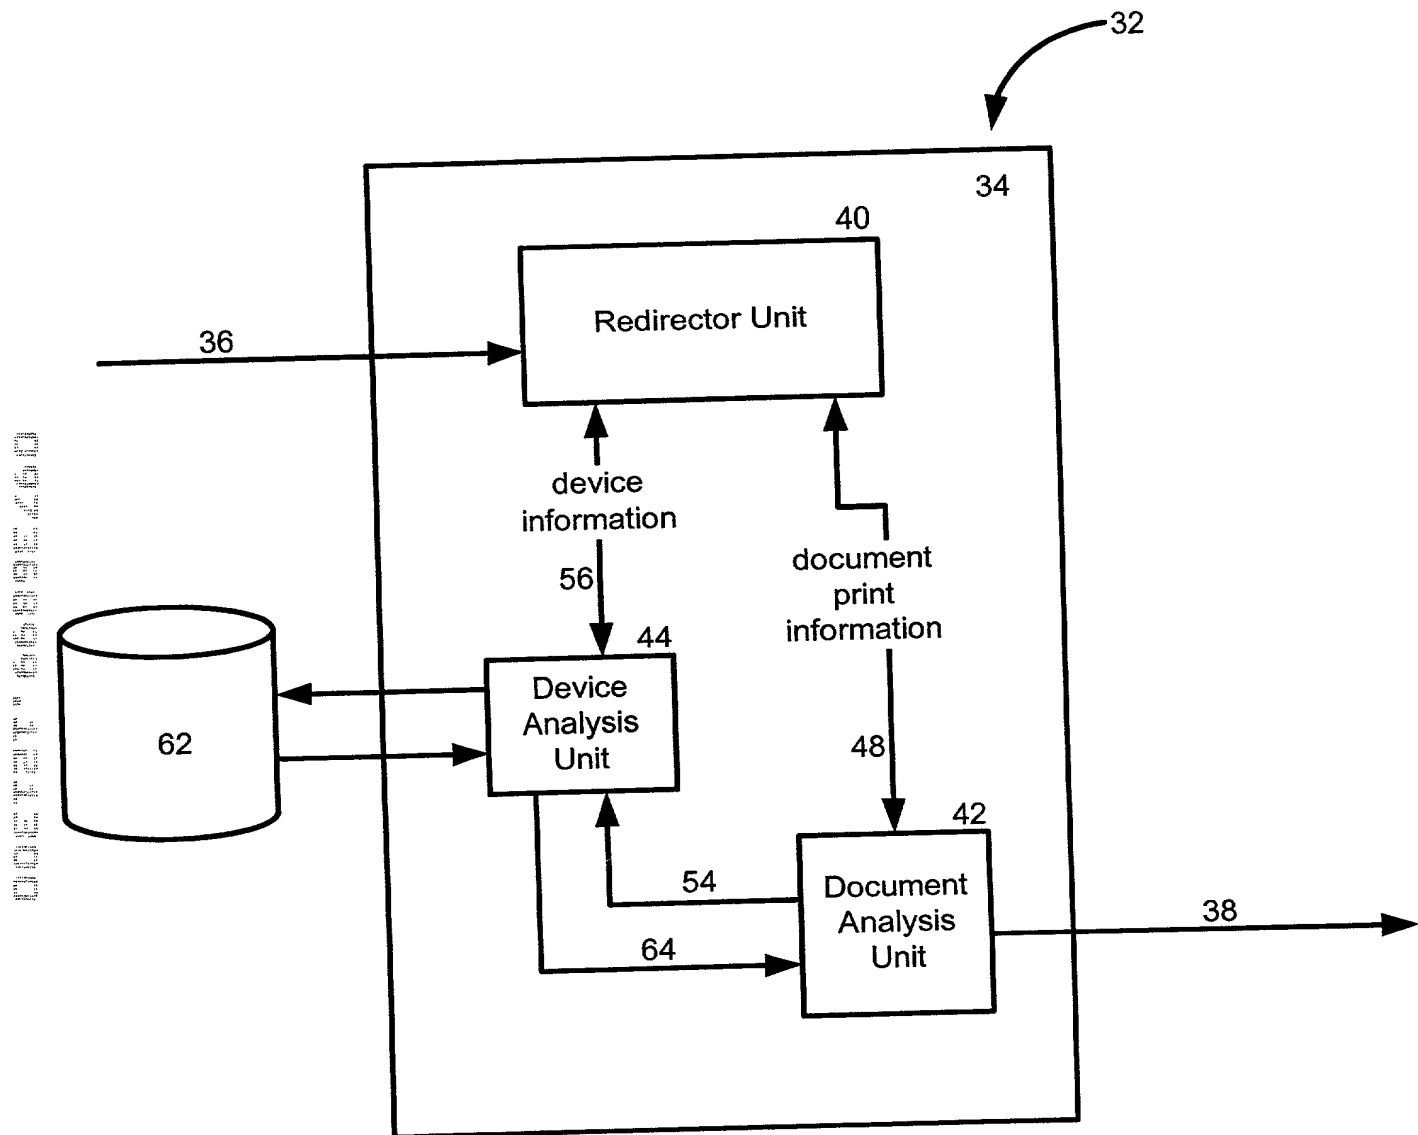 32
34
40
Redirector Unit
36
device
information
56
document
print
information
44
Device
Analysis
Unit
62
48
42
54
Document
Analysis
Unit
38
64